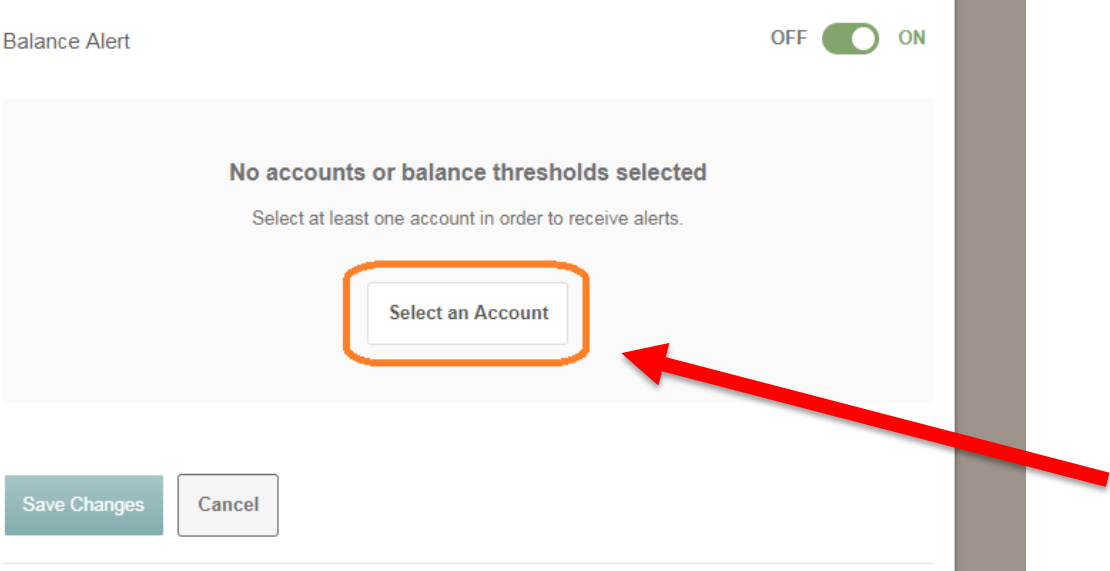 Balance Alert OFF ON
No accounts or balance thresholds selected
Select at least one account in order to receive alerts.
Select an Account
Save Changes Cancel